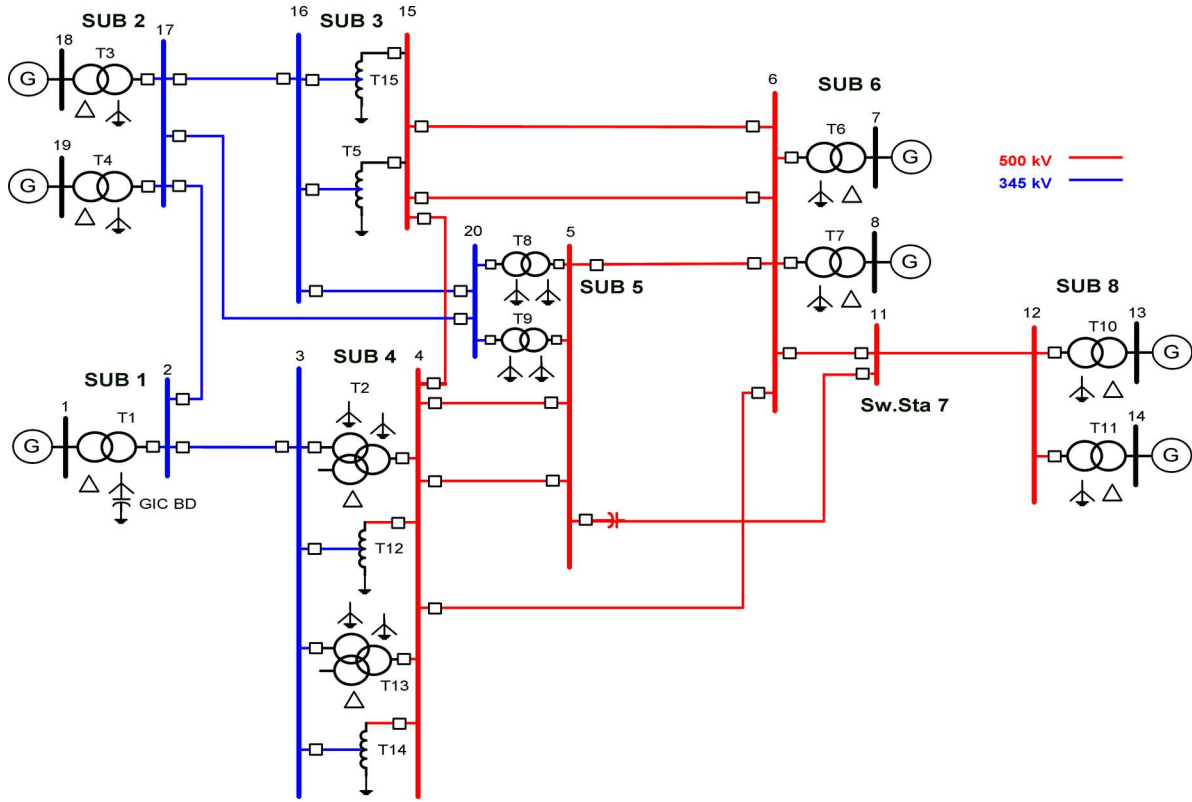 SUB 2
17
18
T3
G
19
T4
G
16
SUB 3
15
T15
T5
6
SUB 6
7
T6
G
8
T7
G
500 kV
345 kV
20
T8
5
SUB 5
T9
SUB 1
2
1
T1
G
GIC BD
3
SUB 4
4
T2
T12
T13
T14
11
Sw.Sta 7
12
SUB 8
13
T10
G
14
T11
G